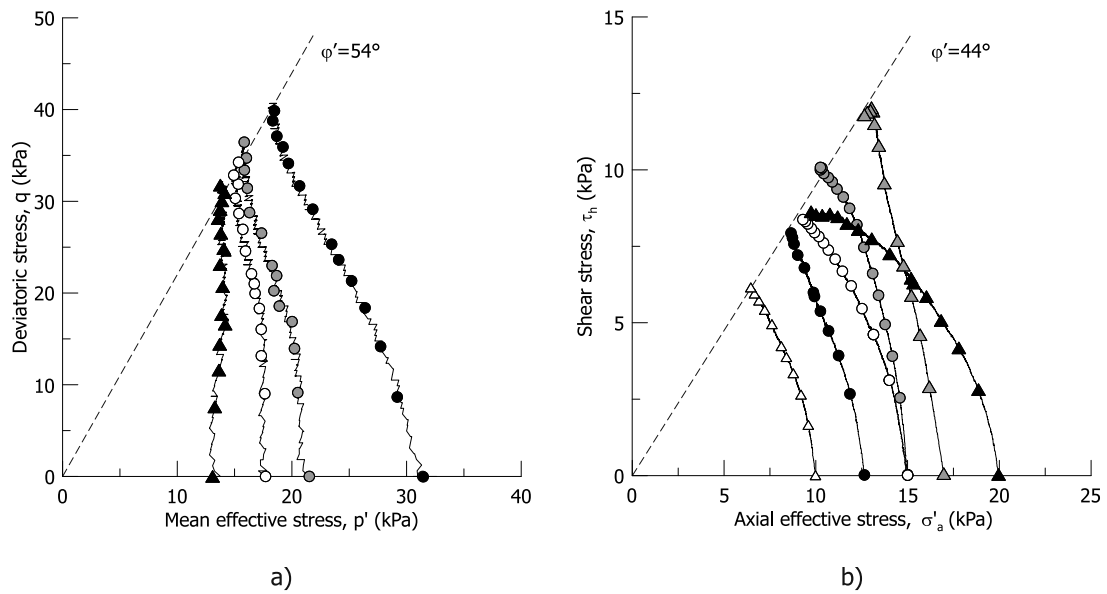 50
40
30
20
10
0
0
10
20
30
40
Deviatoric stress, q (kPa)
Mean effective stress, p' (kPa)
φ’=54°
a)
15
10
5
0
0
5
10
15
20
25
Shear stress, τh (kPa)
Axial effective stress, σ'a (kPa)
φ’=44°
b)